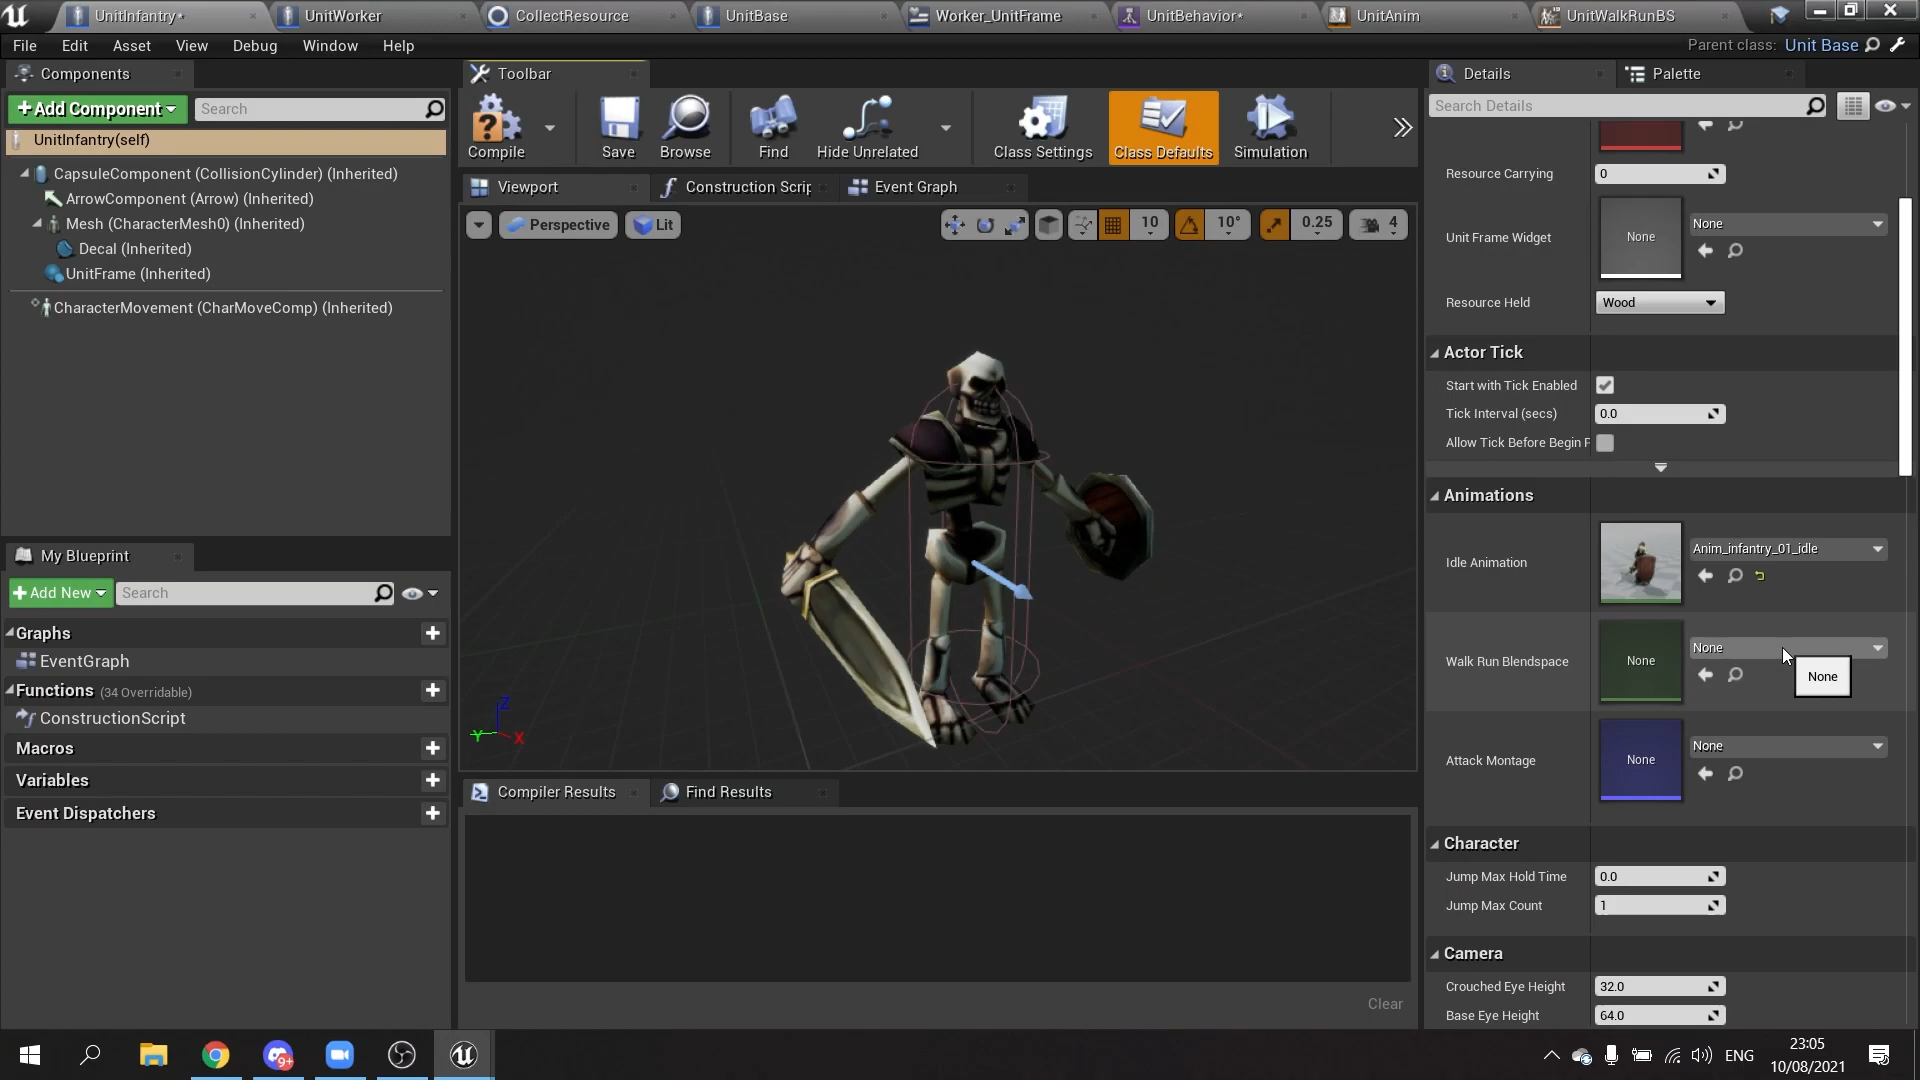 UnitInfantry*
UnitWorker
CollectResource
UnitBase
Worker_UnitFrame
UnitBehavior*
UnitAnim
UnitWalkRunBS
File Edit Asset View Debug Window Help
Parent class: Unit Base
Components
+Add Component
Search
UnitInfantry(self)
CapsuleComponent (CollisionCylinder) (Inherited)
ArrowComponent (Arrow) (Inherited)
Mesh (CharacterMesh0) (Inherited)
Decal (Inherited)
UnitFrame (Inherited)
CharacterMovement (CharMoveComp) (Inherited)
My Blueprint
+Add New
Search
Graphs
EventGraph
Functions (34 Overridable)
ConstructionScript
Macros
Variables
Event Dispatchers
Toolbar
Compile
Save
Browse
Find
Hide Unrelated
Class Settings
Class Defaults
Simulation
Viewport
Construction Scrip
Event Graph
Perspective
Lit
10
10°
0.25
4
Z
Y
X
Compiler Results
Find Results
Clear
Details
Palette
Search Details
Resource Carrying
0
Unit Frame Widget
None
None
Resource Held
Wood
Actor Tick
Start with Tick Enabled
Tick Interval (secs)
0.0
Allow Tick Before Begin P
Animations
Idle Animation
Anim_infantry_01_idle
Walk Run Blendspace
None
None
None
Attack Montage
None
None
Character
Jump Max Hold Time
0.0
Jump Max Count
1
Camera
Crouched Eye Height
32.0
Base Eye Height
64.0
9+
ENG
23:05
10/08/2021